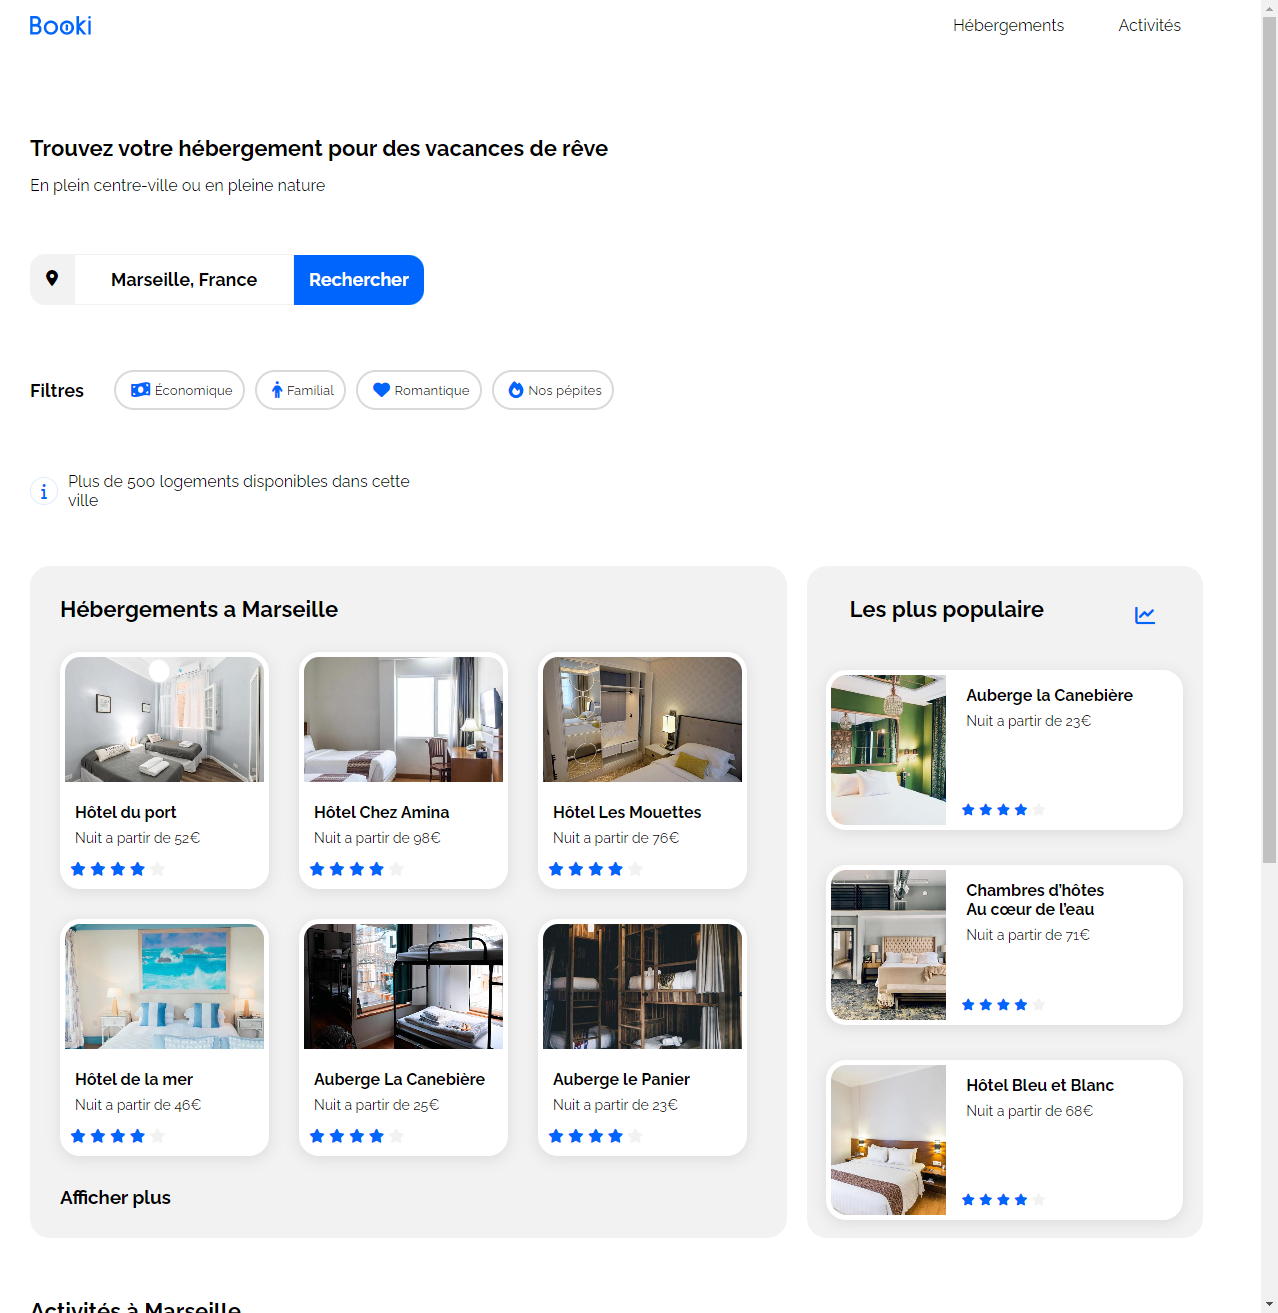 Booki
Hébergements
Activités
Trouvez votre hébergement pour des vacances de rêve
En plein centre-ville ou en pleine nature
Marseille, France
Rechercher
Filtres
Économique
Familial
Romantique
Nos pépites
Plus de 500 logements disponibles dans cette
ville
Hébergements a Marseille
Hôtel du port
Nuit a partir de 52€
Hôtel Chez Amina
Nuit a partir de 98€
Hôtel Les Mouettes
Nuit a partir de 76€
Hôtel de la mer
Nuit a partir de 46€
Auberge La Canebière
Nuit a partir de 25€
Auberge le Panier
Nuit a partir de 23€
Afficher plus
Les plus populaire
Auberge la Canebière
Nuit a partir de 23€
Chambres d'hôtes
Au cœur de l'eau
Nuit a partir de 71€
Hôtel Bleu et Blanc
Nuit a partir de 68€
Activités à Marseille